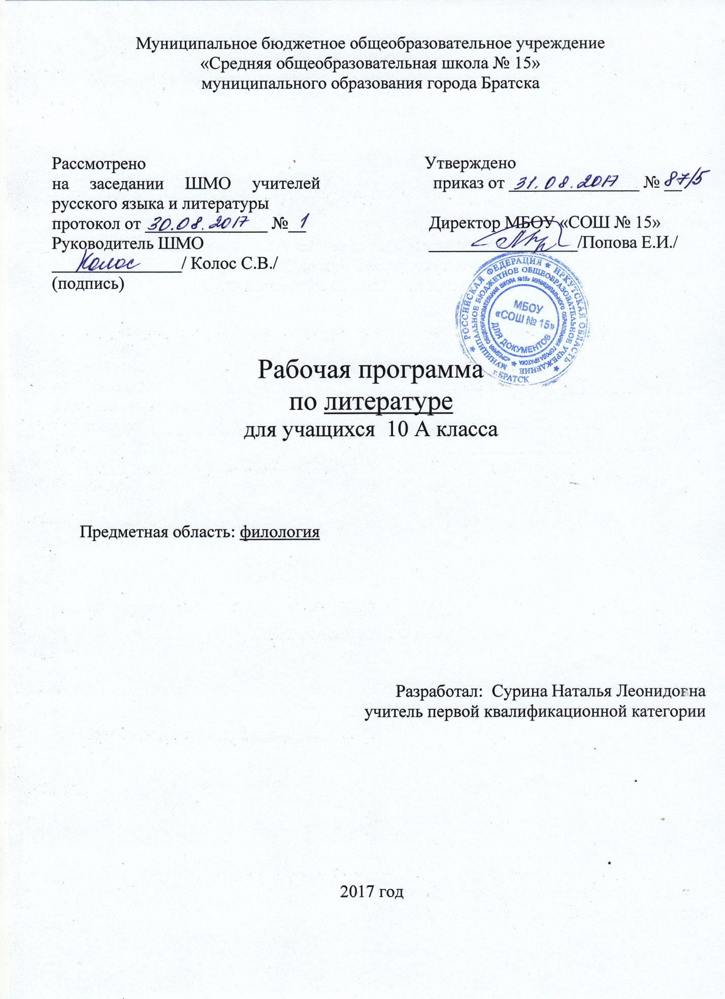 Муниципальное бюджетное общеобразовательное учреждение
«Средняя общеобразовательная школа № 15»
муниципального образования города Братска
Рассмотрено
на заседании ШМО учителей
русского языка и литературы
протокол от 30.08.2017 № 1
Руководитель ШМО
Колос / Колос С.В./
(подпись)
Утверждено
приказ от 31.08.2017 № 87/5
Директор МБОУ «СОШ № 15»
/Попова Е.И./
* РОССИЙСКАЯ ФЕДЕРАЦИЯ * ИРКУТСКАЯ ОБЛАСТЬ *
г.БРАТСК
МУНИЦИПАЛЬНОЕ БЮДЖЕТНОЕ ОБЩЕОБРАЗОВАТЕЛЬНОЕ УЧРЕЖДЕНИЕ
«СРЕДНЯЯ ОБЩЕОБРАЗОВАТЕЛЬНАЯ ШКОЛА №15» МУНИЦИПАЛЬНОГО ОБРАЗОВАНИЯ ГОРОДА БРАТСКА *
МБОУ
«СОШ № 15»
ДЛЯ ДОКУМЕНТОВ
Рабочая программа
по литературе
для учащихся 10 А класса
Предметная область: филология
Разработал: Сурина Наталья Леонидовна
учитель первой квалификационной категории
2017 год